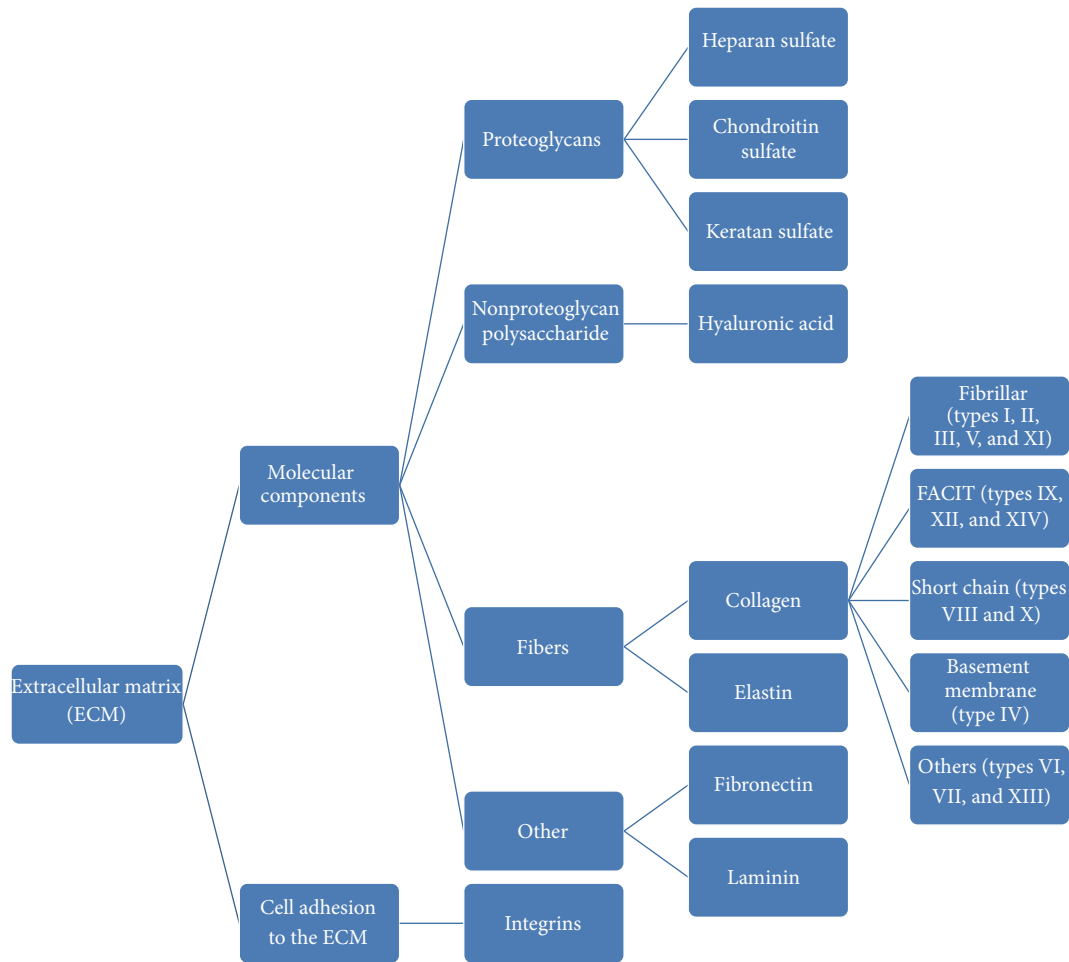 Extracellular matrix
(ECM)
Molecular
components
Proteoglycans
Heparan sulfate
Chondroitin
sulfate
Keratan sulfate
Nonproteoglycan
polysaccharide
Hyaluronic acid
Fibers
Collagen
Fibrillar
(types I, II,
III, V, and XI)
FACIT (types IX,
XII, and XIV)
Short chain (types
VIII and X)
Basement
membrane
(type IV)
Others (types VI,
VII, and XIII)
Elastin
Other
Fibronectin
Laminin
Cell adhesion
to the ECM
Integrins